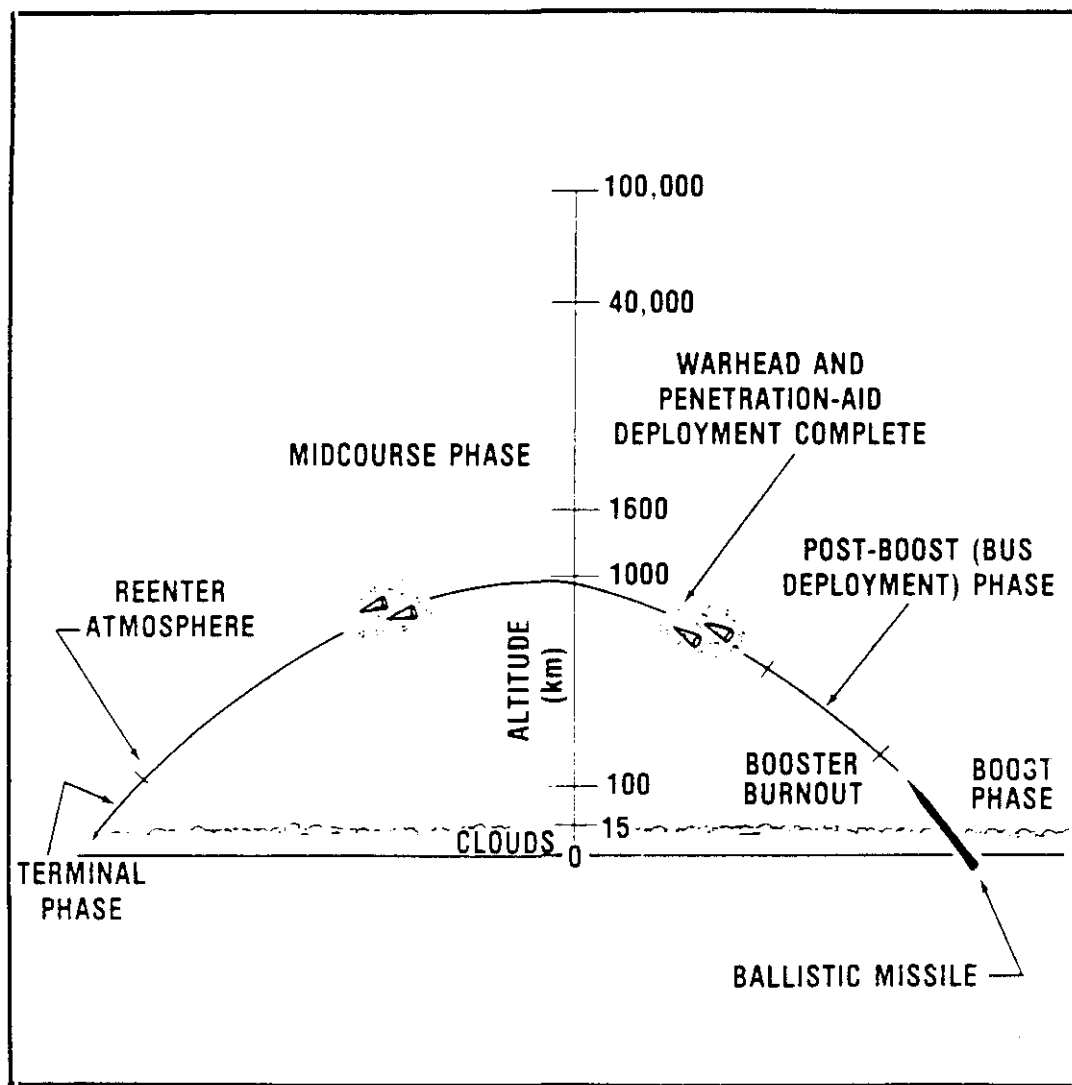 100,000
40,000
WARHEAD AND
PENETRATION-AID
DEPLOYMENT COMPLETE
MIDCOURSE PHASE
1600
POST-BOOST (BUS
DEPLOYMENT) PHASE
1000
REENTER
ATMOSPHERE
ALTITUDE
(km)
BOOSTER
BURNOUT
BOOST
PHASE
100
15
CLOUDS
0
TERMINAL
PHASE
BALLISTIC MISSILE